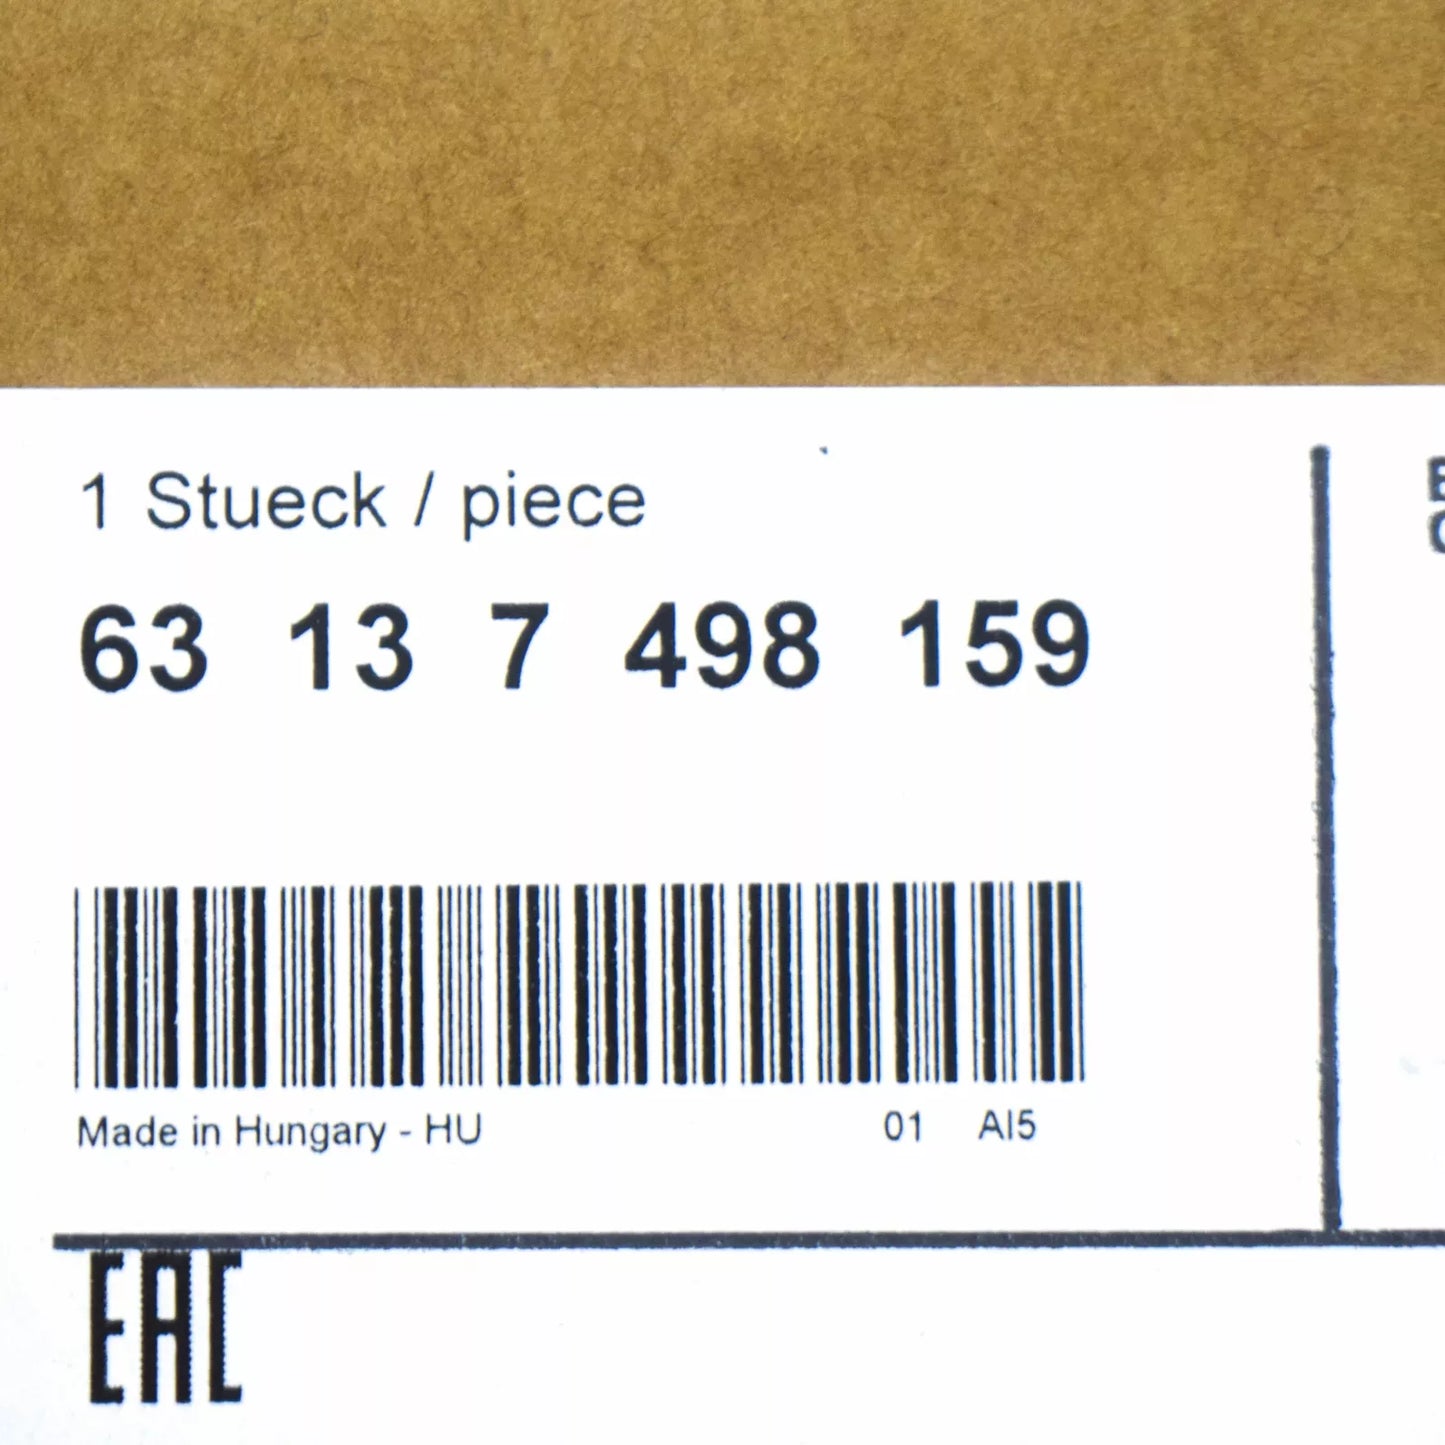 1 Stueck / piece
63 13 7 498 159
Made in Hungary - HU 01 AI5
EAC